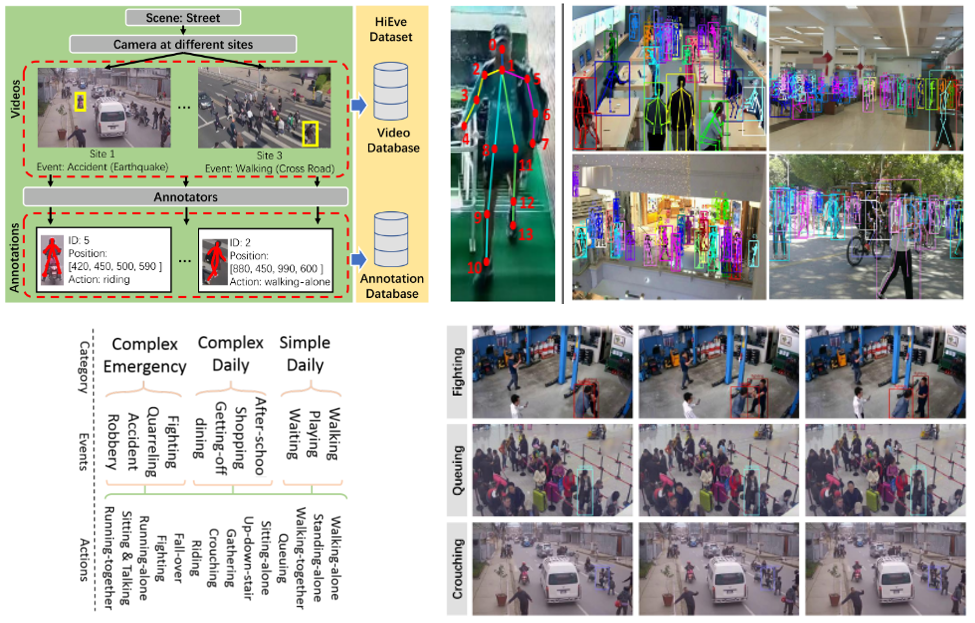 Scene: Street
Camera at different sites
HiEve
Dataset
Videos
...
Site 1
Event: Accident (Earthquake)
Site 3
Event: Walking (Cross Road)
Video
Database
Annotators
Annotations
ID: 5
Position:
[420, 450, 500, 590 ]
Action: riding
...
ID: 2
Position:
[880, 450, 990, 600 ]
Action: walking-alone
Annotation
Database
0
1
2
5
3
6
4
7
8
11
12
9
13
10
Category
Complex
Emergency
Complex
Daily
Simple
Daily
Events
Fighting
Quarreling
Accident
Robbery
After-schoo
Shopping
Getting-off
dining
Walking
Playing
Waiting
Actions
Walking-alone
Standing-alone
Walking-together
Queuing
Sitting-alone
Up-down-stair
Gathering
Crouching
Riding
Fall-over
Fighting
Running-alone
Sitting & Talking
Running-together
Fighting
Queuing
Crouching